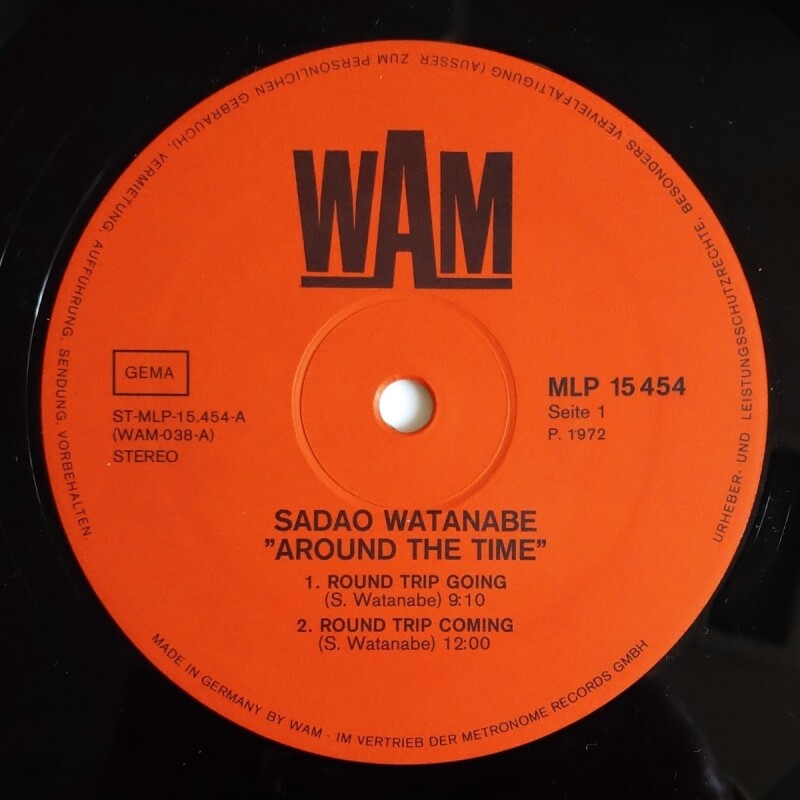 WAM
GEMA
ST-MLP-15.454-A
(WAM-038-A)
STEREO
MLP 15 454
Seite 1
P. 1972
SADAO WATANABE
”AROUND THE TIME”
1. ROUND TRIP GOING
(S. Watanabe) 9:10
2. ROUND TRIP COMING
(S. Watanabe) 12:00
URHEBER- UND LEISTUNGSSCHUTZRECHTE, BESONDERS VERVIELFÄLTIGUNG (AUSSER ZUM PERSÖNLICHEN GEBRAUCH), VERMIETUNG, AUFFÜHRUNG, SENDUNG, VORBEHALTEN.
MADE IN GERMANY BY WAM - IM VERTRIEB DER METRONOME RECORDS GMBH